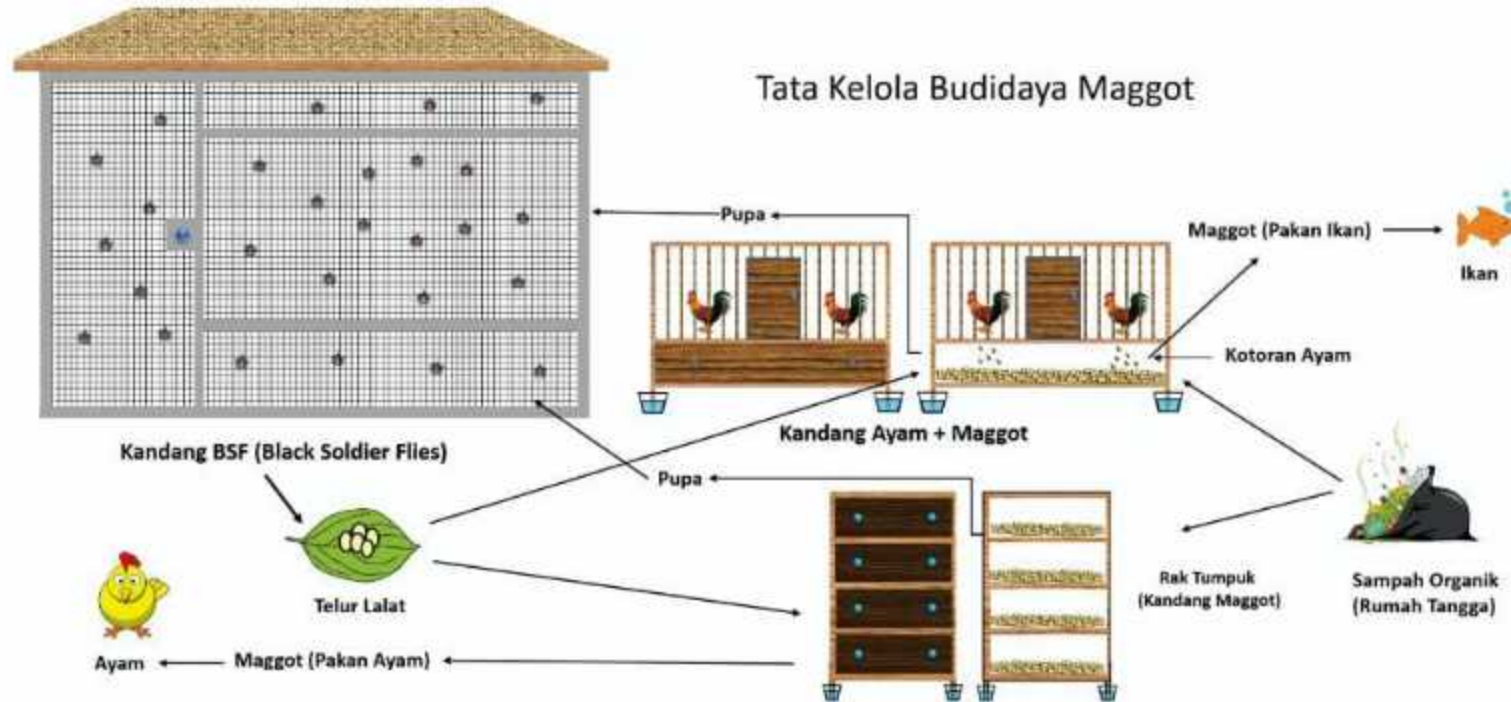 Tata Kelola Budidaya Maggot
Pupa
Maggot (Pakan Ikan)
Ikan
Kotoran Ayam
Kandang Ayam + Maggot
Kandang BSF (Black Soldier Flies)
Pupa
Telur Lalat
Rak Tumpuk
(Kandang Maggot)
Sampah Organik
(Rumah Tangga)
Ayam
Maggot (Pakan Ayam)